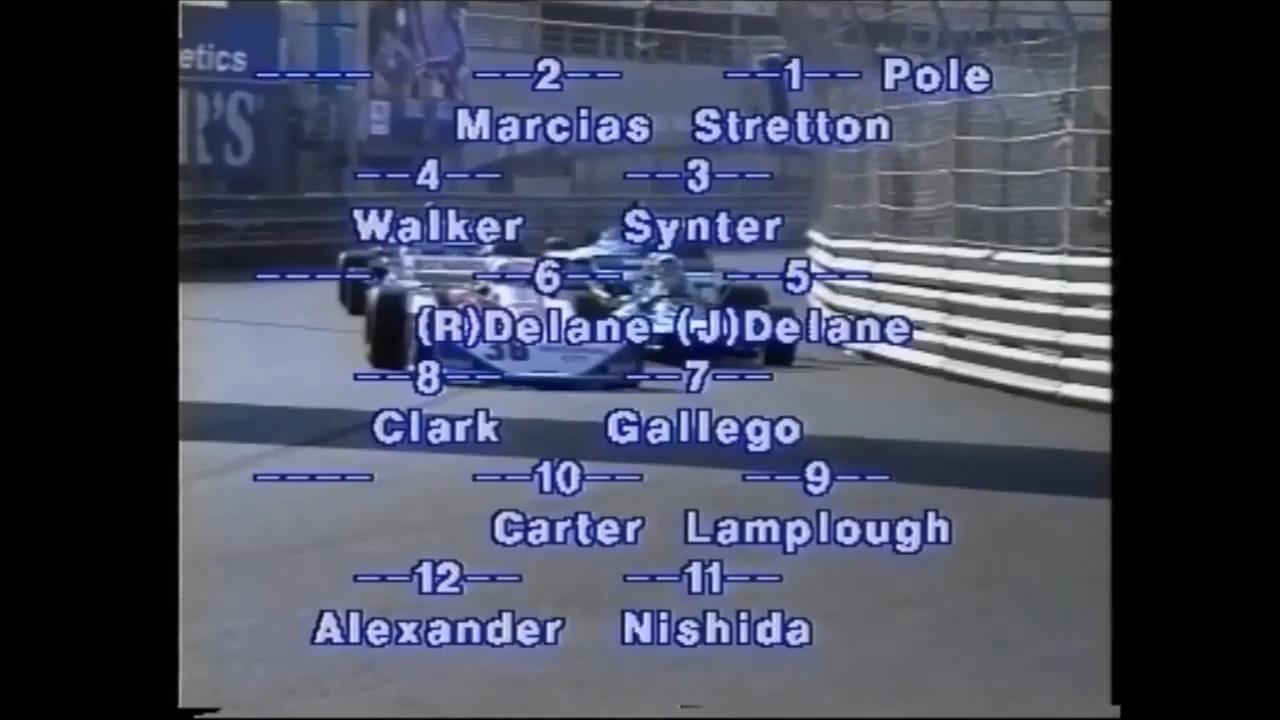 etics
R'S
---- --2-- --1-- Pole
Marcias Stretton
--4-- --3--
Walker Synter
---- --6-- --5--
(R)Delane (J)Delane
38
--8-- --7--
Clark Gallego
---- --10-- --9--
Carter Lamplough
--12-- --11--
Alexander Nishida